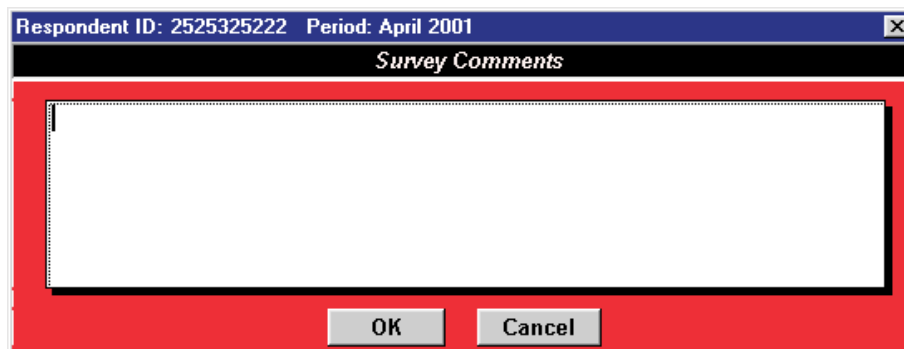 Respondent ID: 2525325222 Period: April 2001
Survey Comments
OK Cancel